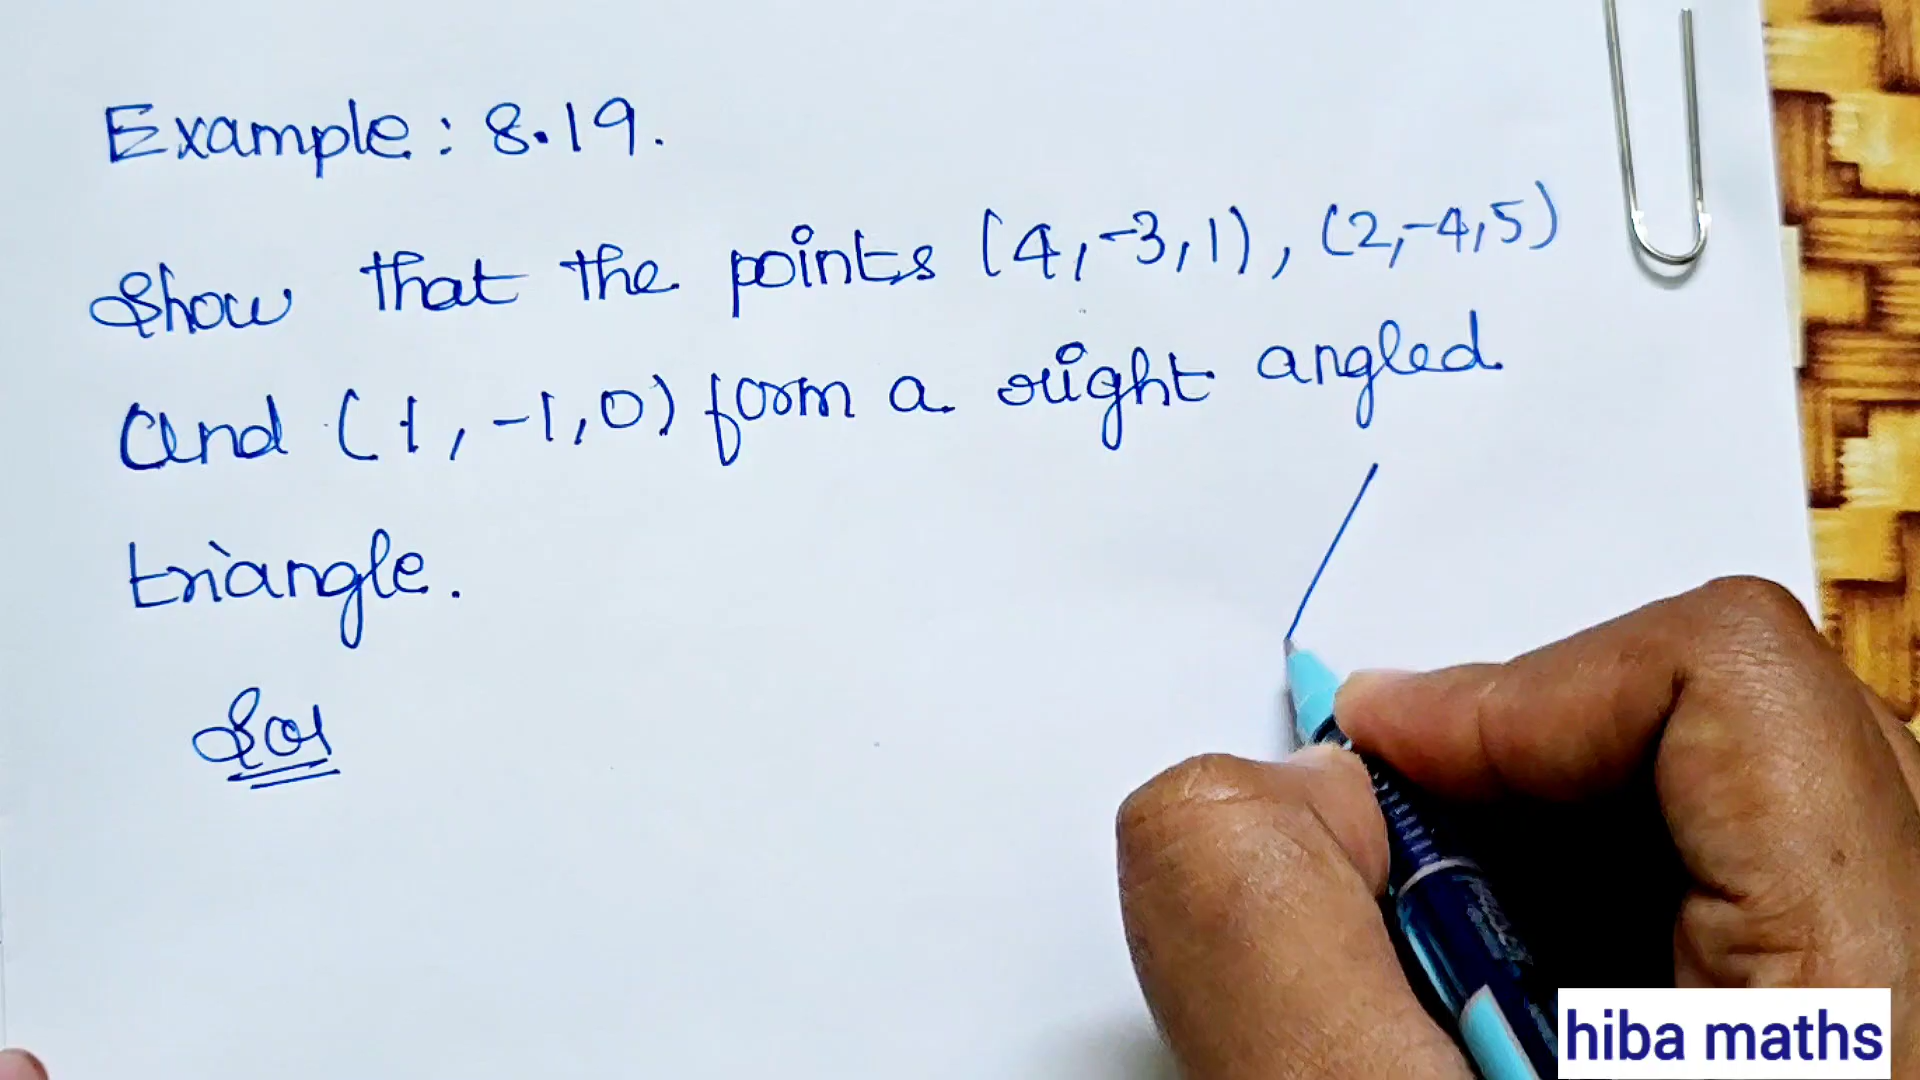 Example: 8.19.
Show that the points (4,-3,1), (2,-4,5)
and (1,-1,0) form a right angled
triangle.
Sol
hiba maths